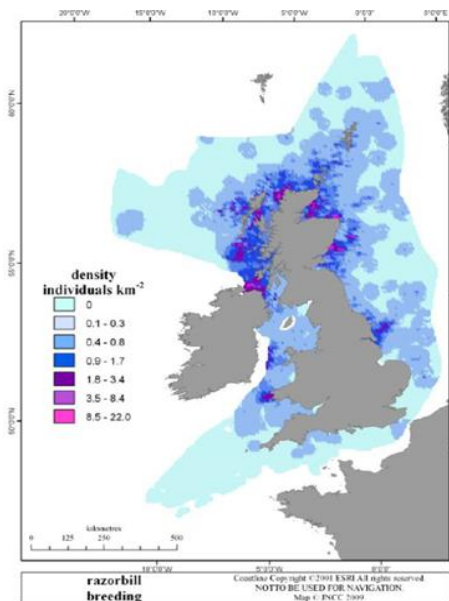 20°0'0"W 15°0'0"W 10°0'0"W 5°0'0"W 0°0'0" 5°0'0"E
60°0'0"N
55°0'0"N
50°0'0"N
density
individuals km⁻²
0
0.1 - 0.3
0.4 - 0.8
0.9 - 1.7
1.8 - 3.4
3.5 - 8.4
8.5 - 22.0
kilometres
0 125 250 500
10°0'0"W 5°0'0"W 0°0'0"
razorbill
breeding
Coastline Copyright ©2001 ESRI All rights reserved
NOT TO BE USED FOR NAVIGATION.
Map © JNCC 2009